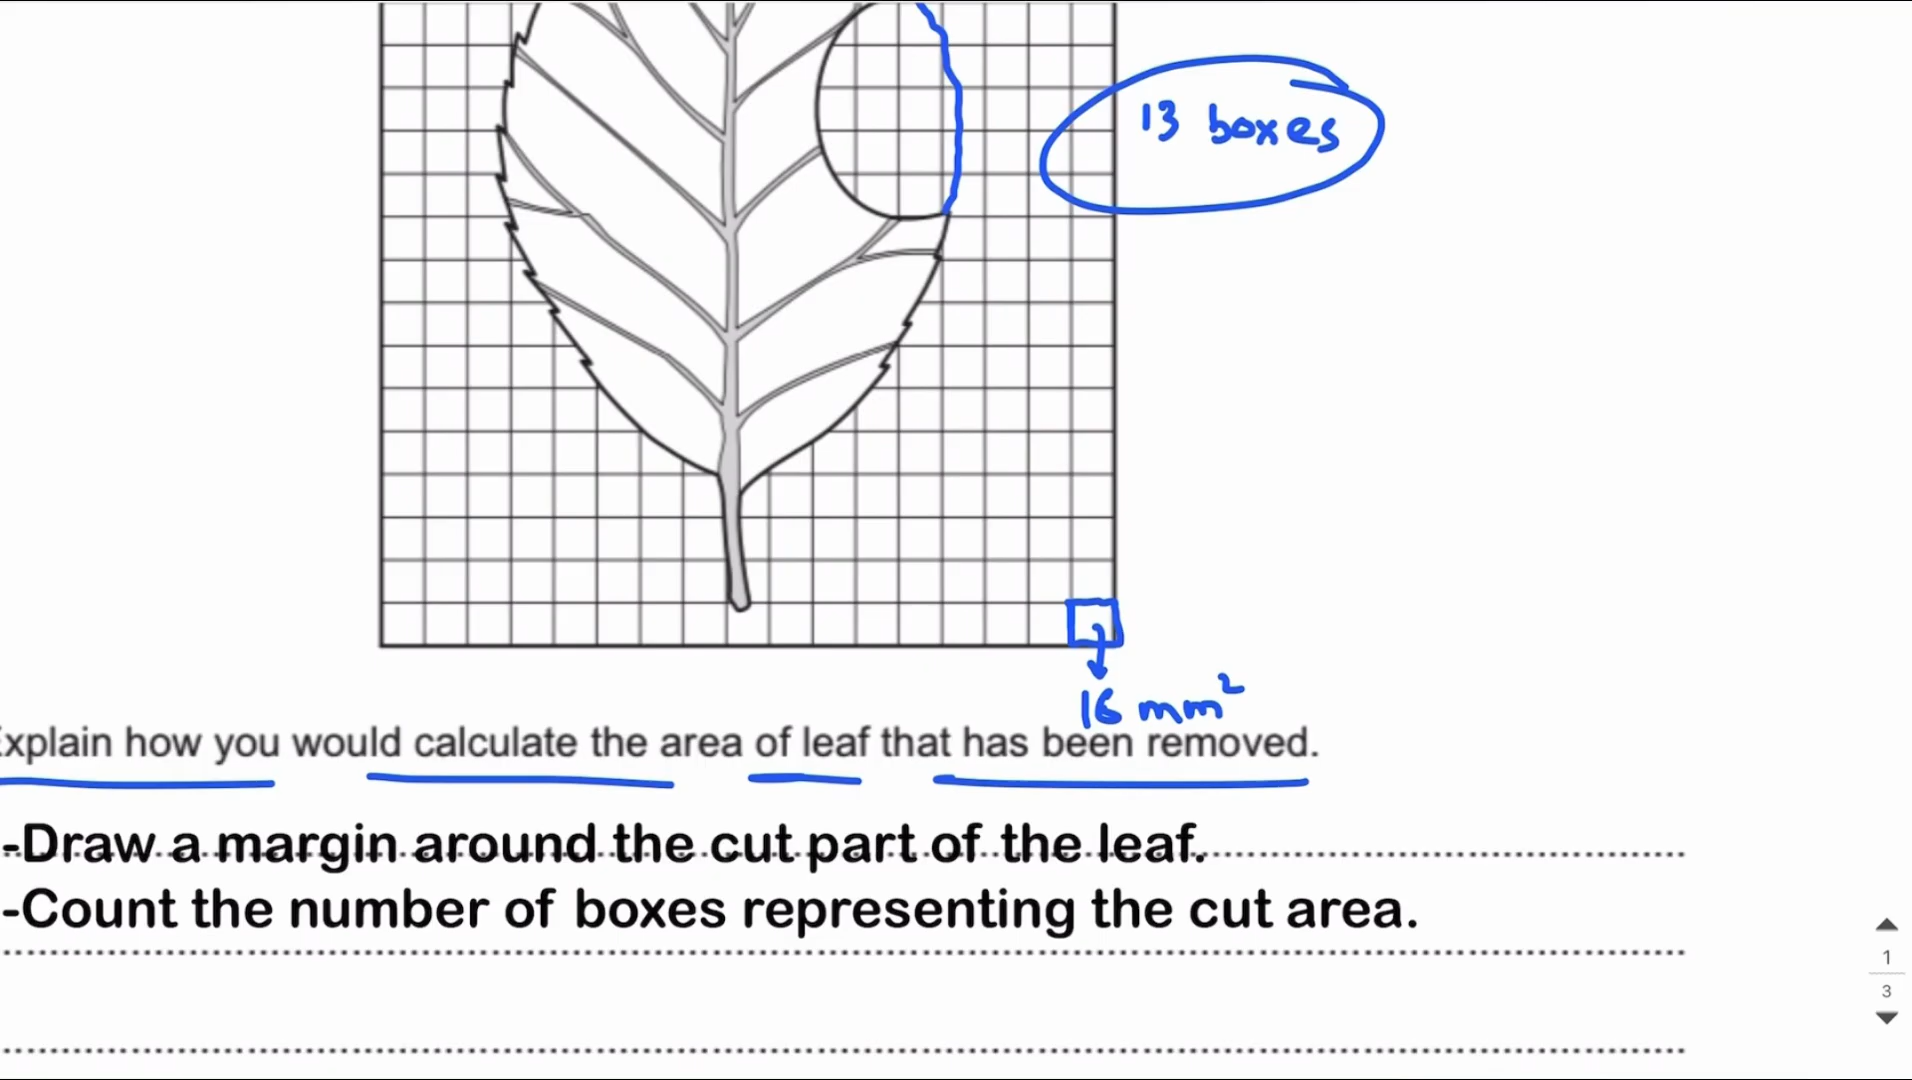 13 boxes
16 mm²
Explain how you would calculate the area of leaf that has been removed.
-Draw a margin around the cut part of the leaf.
-Count the number of boxes representing the cut area.
1
3